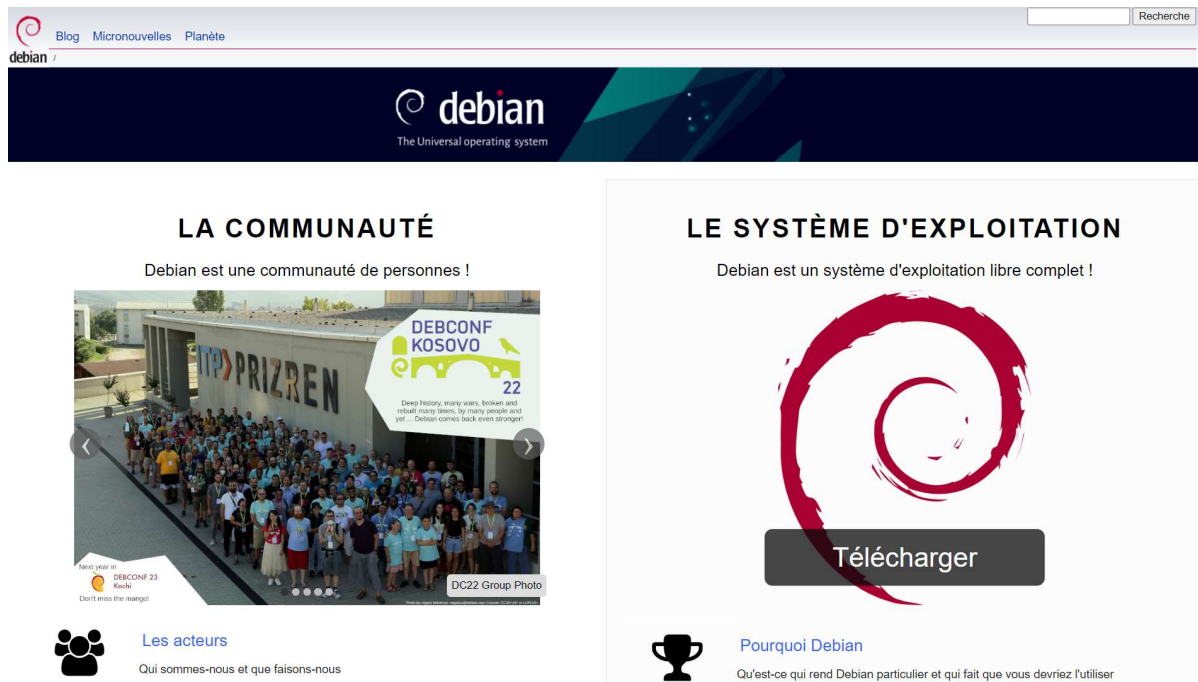 Recherche
Blog Micronouvelles Planète
debian /
debian
The Universal operating system
LA COMMUNAUTÉ
Debian est une communauté de personnes !
ITP> PRIZREN
DEBCONF
KOSOVO
22
Deep history, many wars, broken and
rebuilt many times, by many people and
yet ... Debian comes back even stronger!
Next year in
DEBCONF 23
Kochi
Don't miss the mango!
DC22 Group Photo
Les acteurs
Qui sommes-nous et que faisons-nous
LE SYSTÈME D'EXPLOITATION
Debian est un système d'exploitation libre complet !
Télécharger
Pourquoi Debian
Qu'est-ce qui rend Debian particulier et qui fait que vous devriez l'utiliser